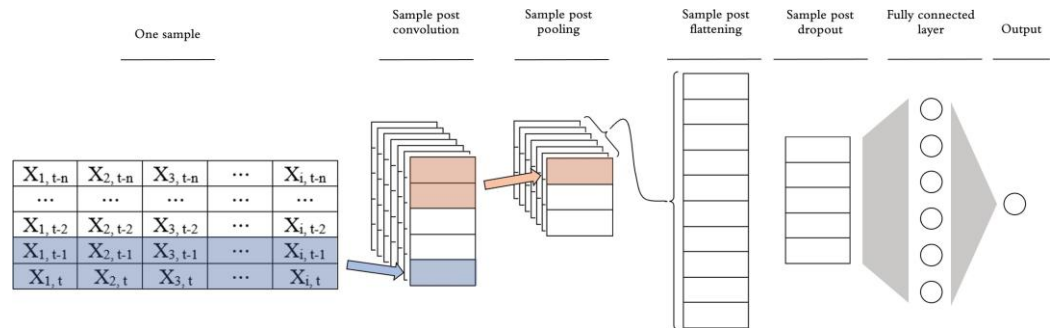 One sample
Sample post
convolution
Sample post
pooling
Sample post
flattening
Sample post
dropout
Fully connected
layer
Output
X1, t-n X2, t-n X3, t-n ... Xi, t-n
... ... ... ... ...
X1, t-2 X2, t-2 X3, t-2 ... Xi, t-2
X1, t-1 X2, t-1 X3, t-1 ... Xi, t-1
X1, t X2, t X3, t ... Xi, t